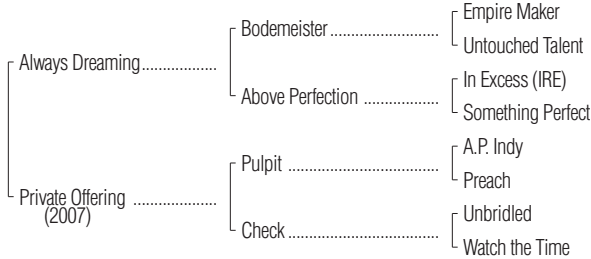 Empire Maker
Bodemeister
Untouched Talent
Always Dreaming
In Excess (IRE)
Above Perfection
Something Perfect
A.P. Indy
Pulpit
Preach
Private Offering
(2007)
Unbridled
Check
Watch the Time